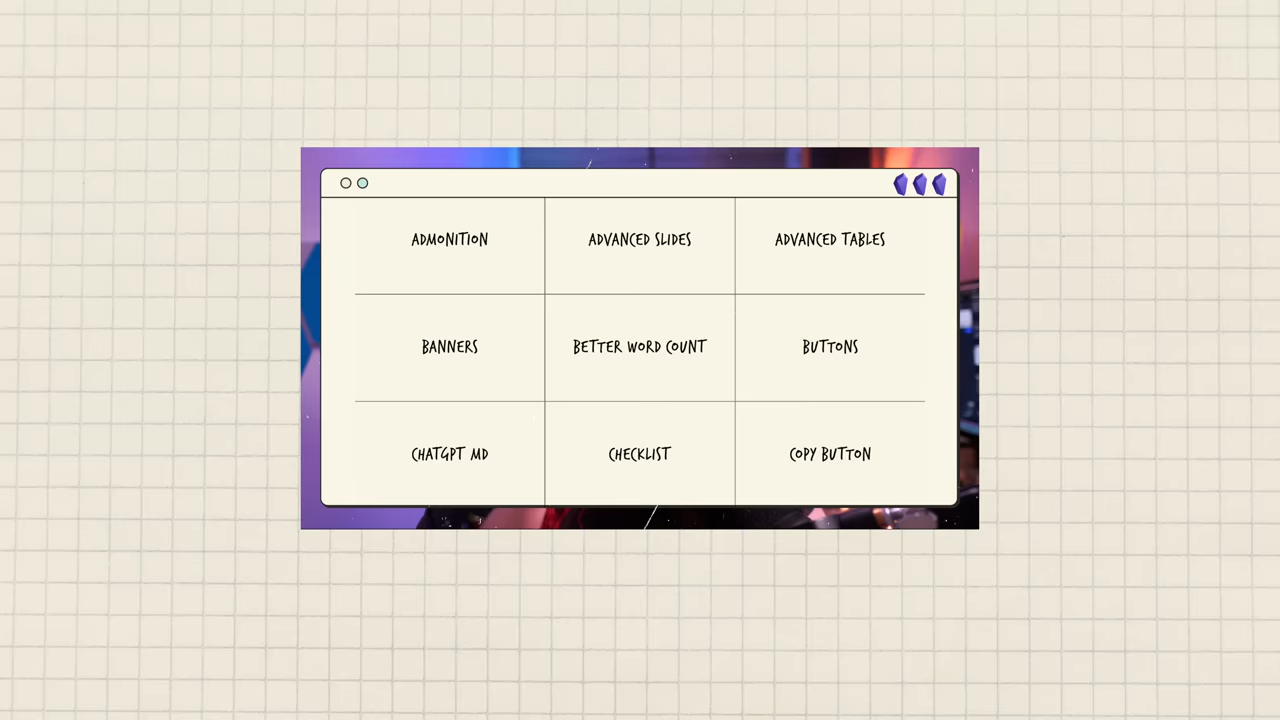 ADMONITION
ADVANCED SLIDES
ADVANCED TABLES
BANNERS
BETTER WORD COUNT
BUTTONS
CHATGPT MD
CHECKLIST
COPY BUTTON